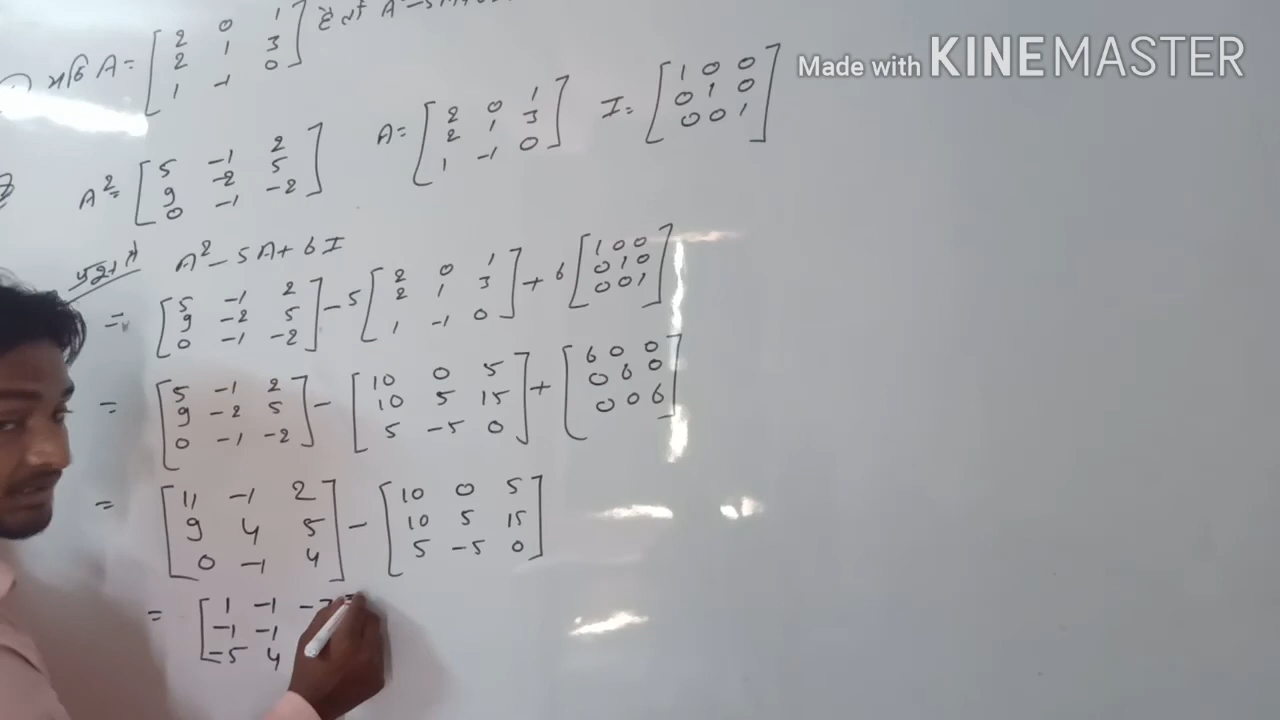 Made with KINEMASTER
यदि A = [ 2 0 1
2 1 3
1 -1 0 ] है तो A² - 5A
A² = [ 5 -1 2
9 -2 5
0 -1 -2 ]
A = [ 2 0 1
2 1 3
1 -1 0 ]
I = [ 1 0 0
0 1 0
0 0 1 ]
A² - 5A + 6I
= [ 5 -1 2
9 -2 5
0 -1 -2 ] - 5 [ 2 0 1
2 1 3
1 -1 0 ] + 6 [ 1 0 0
0 1 0
0 0 1 ]
= [ 5 -1 2
9 -2 5
0 -1 -2 ] - [ 10 0 5
10 5 15
5 -5 0 ] + [ 6 0 0
0 6 0
0 0 6 ]
= [ 11 -1 2
9 4 5
0 -1 4 ] - [ 10 0 5
10 5 15
5 -5 0 ]
= [ 1 -1
-1 -1
-5 4